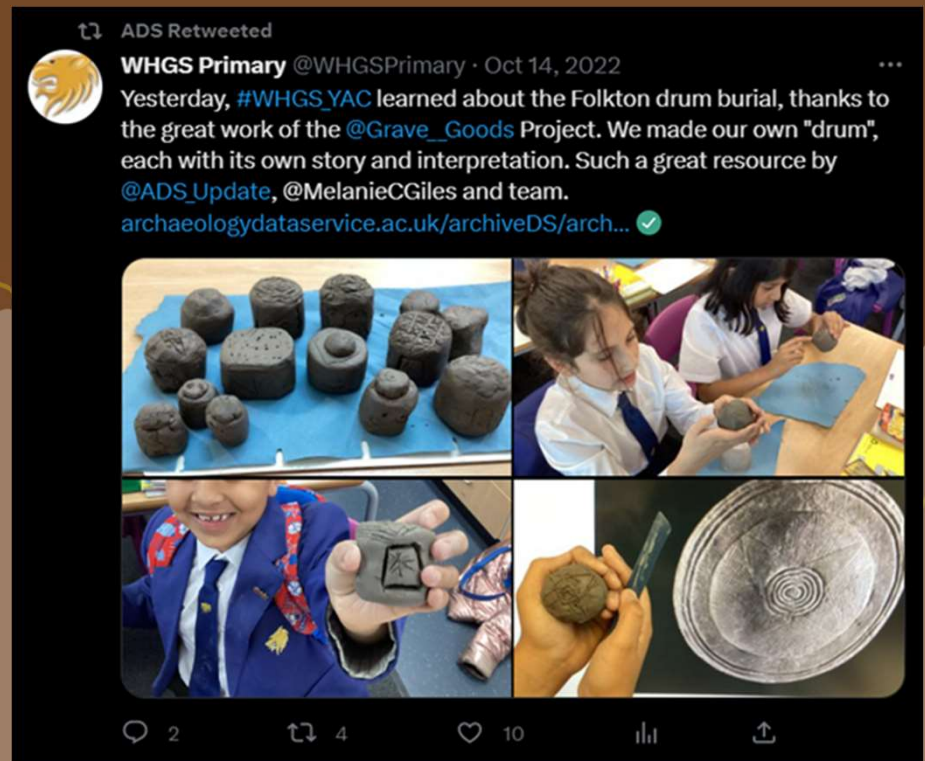 ADS Retweeted
WHGS Primary @WHGSPrimary · Oct 14, 2022
Yesterday, #WHGS_YAC learned about the Folkton drum burial, thanks to
the great work of the @Grave__Goods Project. We made our own "drum",
each with its own story and interpretation. Such a great resource by
@ADS_Update, @MelanieCGiles and team.
archaeologydataservice.ac.uk/archiveDS/arch...
2
4
10